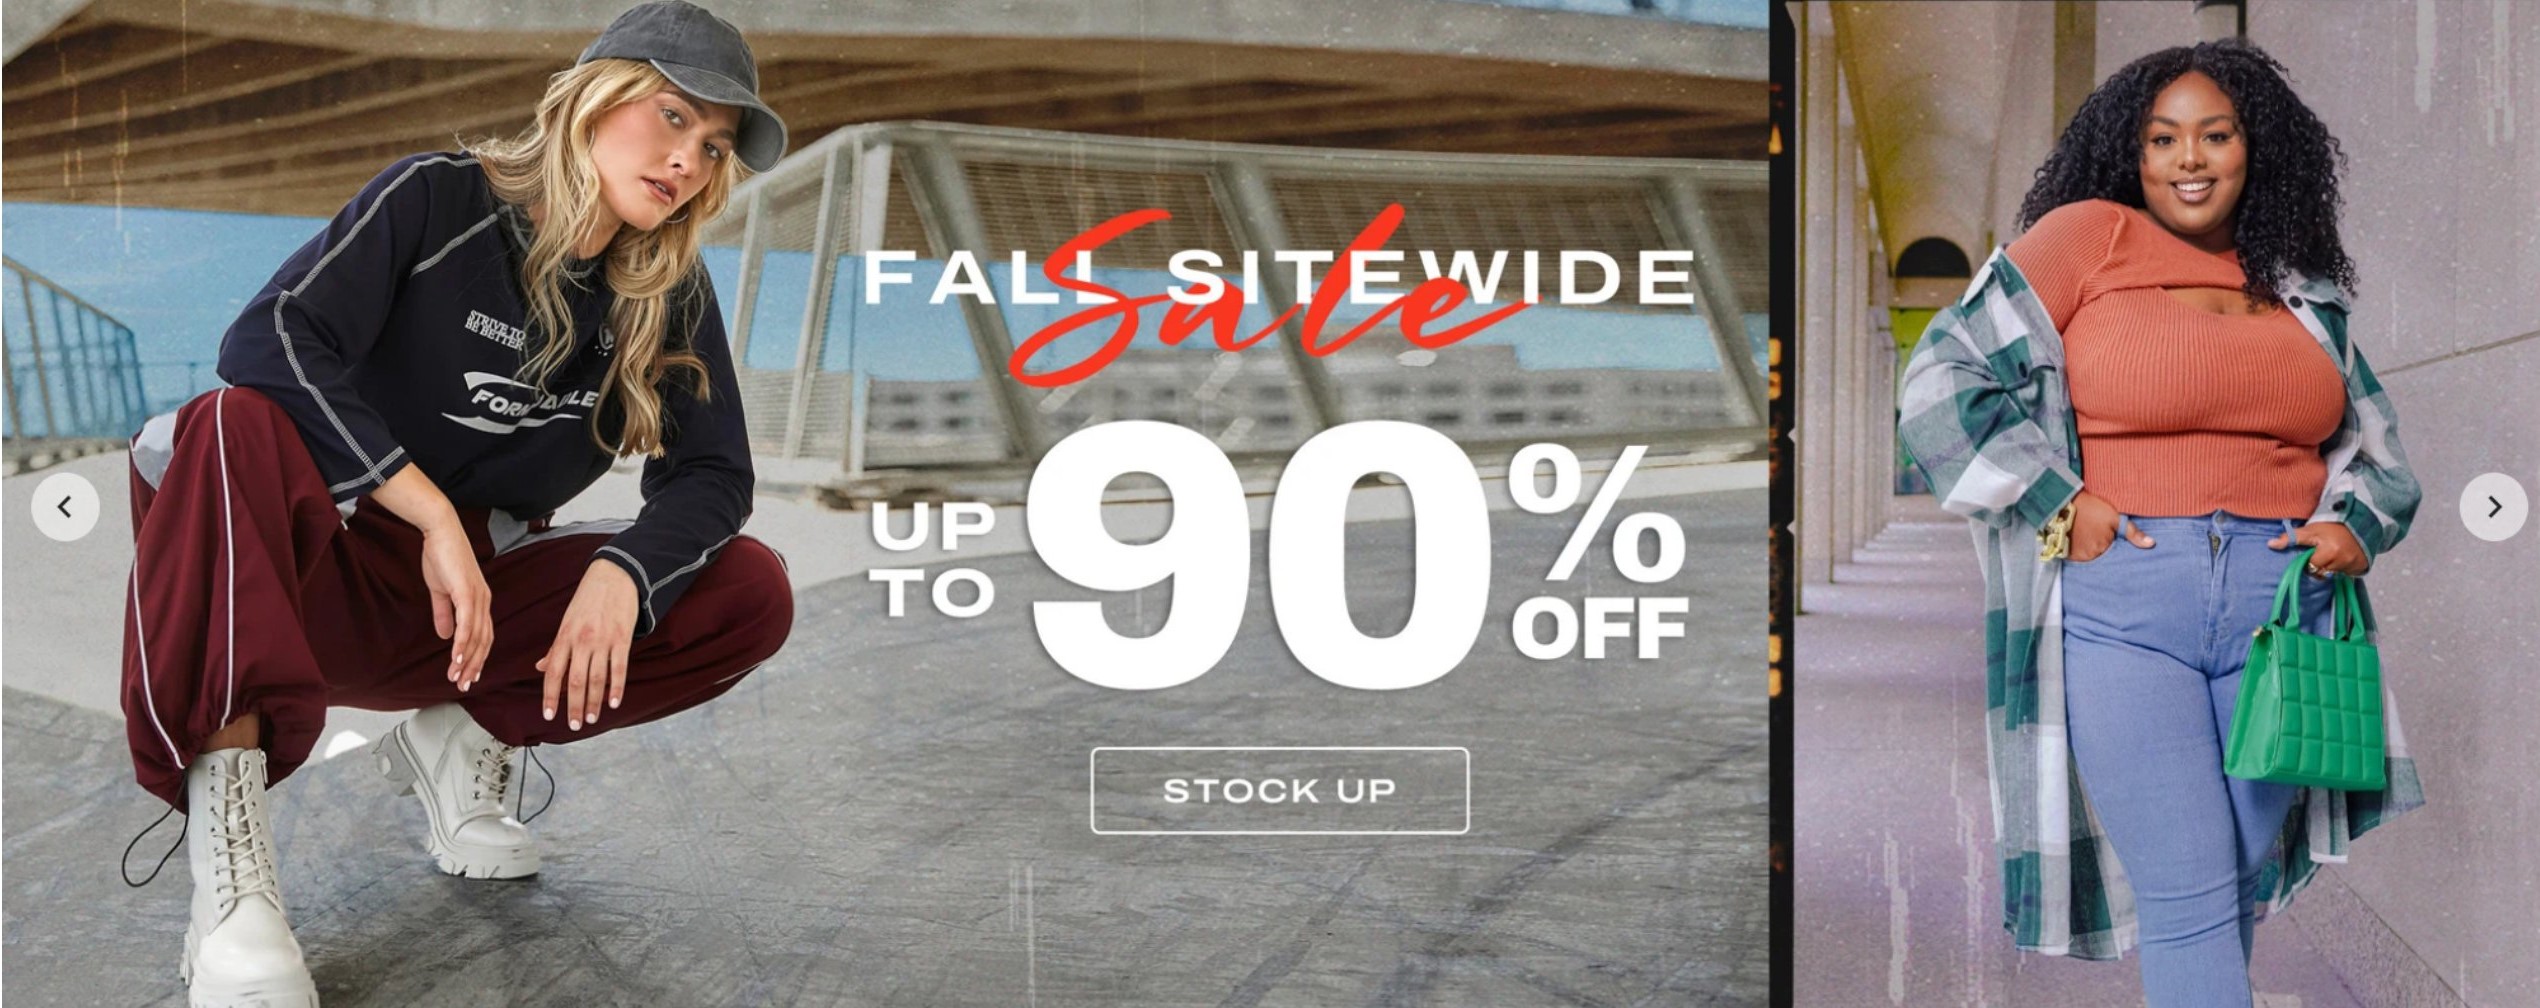 FALL SITEWIDE
Sale
UP
TO
90%
OFF
STOCK UP
STRIVE TO
BE BETTER